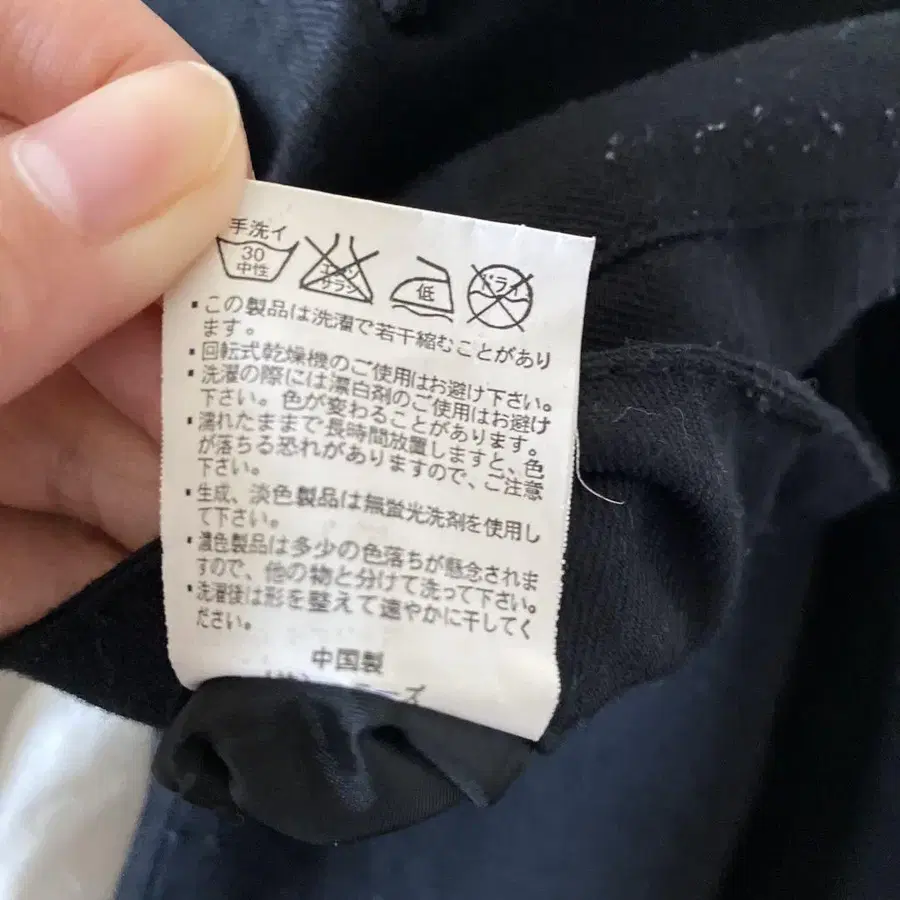 手洗イ
30
中性
エンソ
サラシ
低
ドライ
・この製品は洗濯で若干縮むことがあり
ます。
・回転式乾燥機のご使用はお避け下さい。
・洗濯の際には漂白剤のご使用はお避け
下さい。色が変わることがあります。
・濡れたままで長時間放置しますと、色
が落ちる恐れがありますので、ご注意
下さい。
・生成、淡色製品は無蛍光洗剤を使用し
て下さい。
・濃色製品は多少の色落ちが懸念されま
すので、他の物と分けて洗って下さい。
・洗濯後は形を整えて速やかに干してく
ださい。
中国製